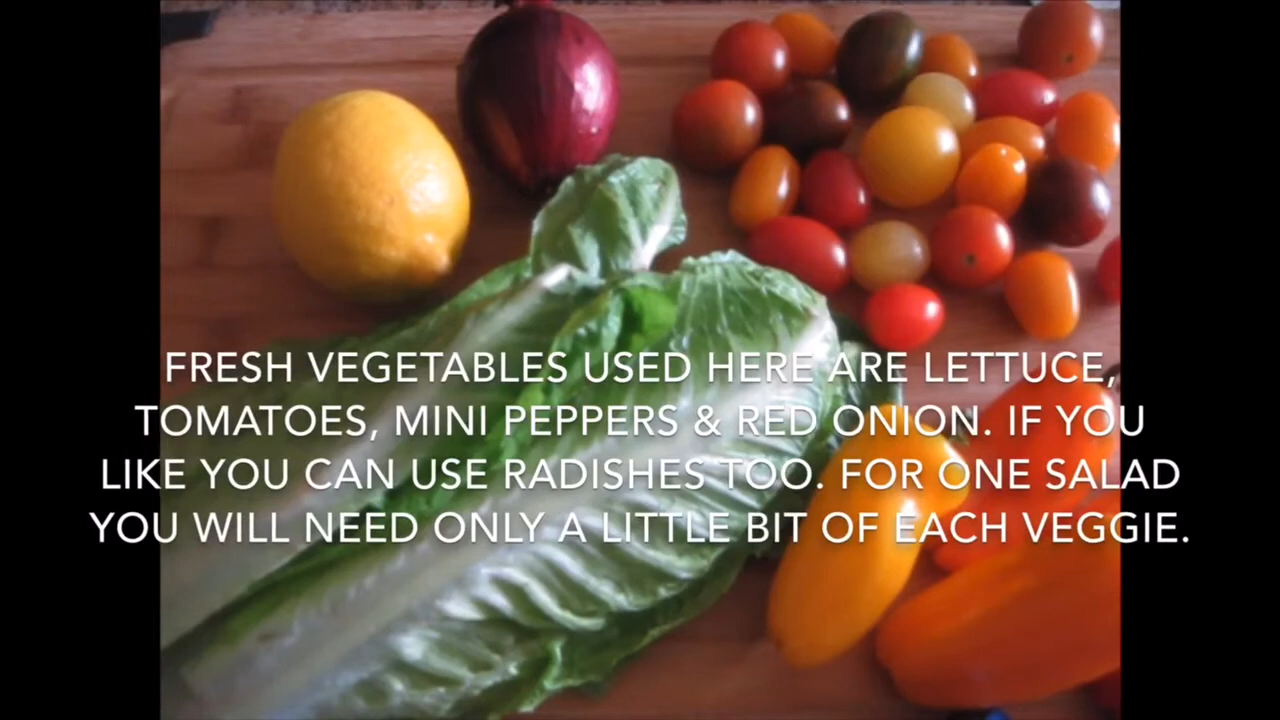 FRESH VEGETABLES USED HERE ARE LETTUCE,
TOMATOES, MINI PEPPERS & RED ONION. IF YOU
LIKE YOU CAN USE RADISHES TOO. FOR ONE SALAD
YOU WILL NEED ONLY A LITTLE BIT OF EACH VEGGIE.